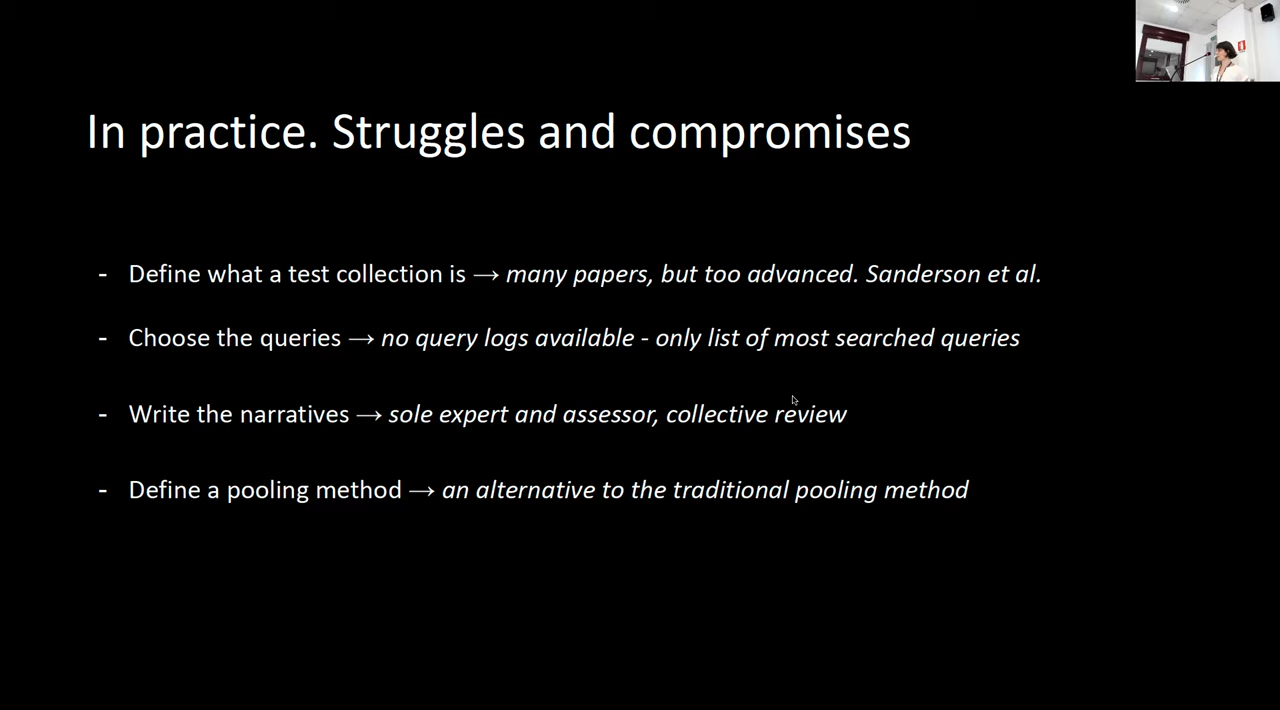 In practice. Struggles and compromises
- Define what a test collection is → many papers, but too advanced. Sanderson et al.
- Choose the queries → no query logs available - only list of most searched queries
- Write the narratives → sole expert and assessor, collective review
- Define a pooling method → an alternative to the traditional pooling method